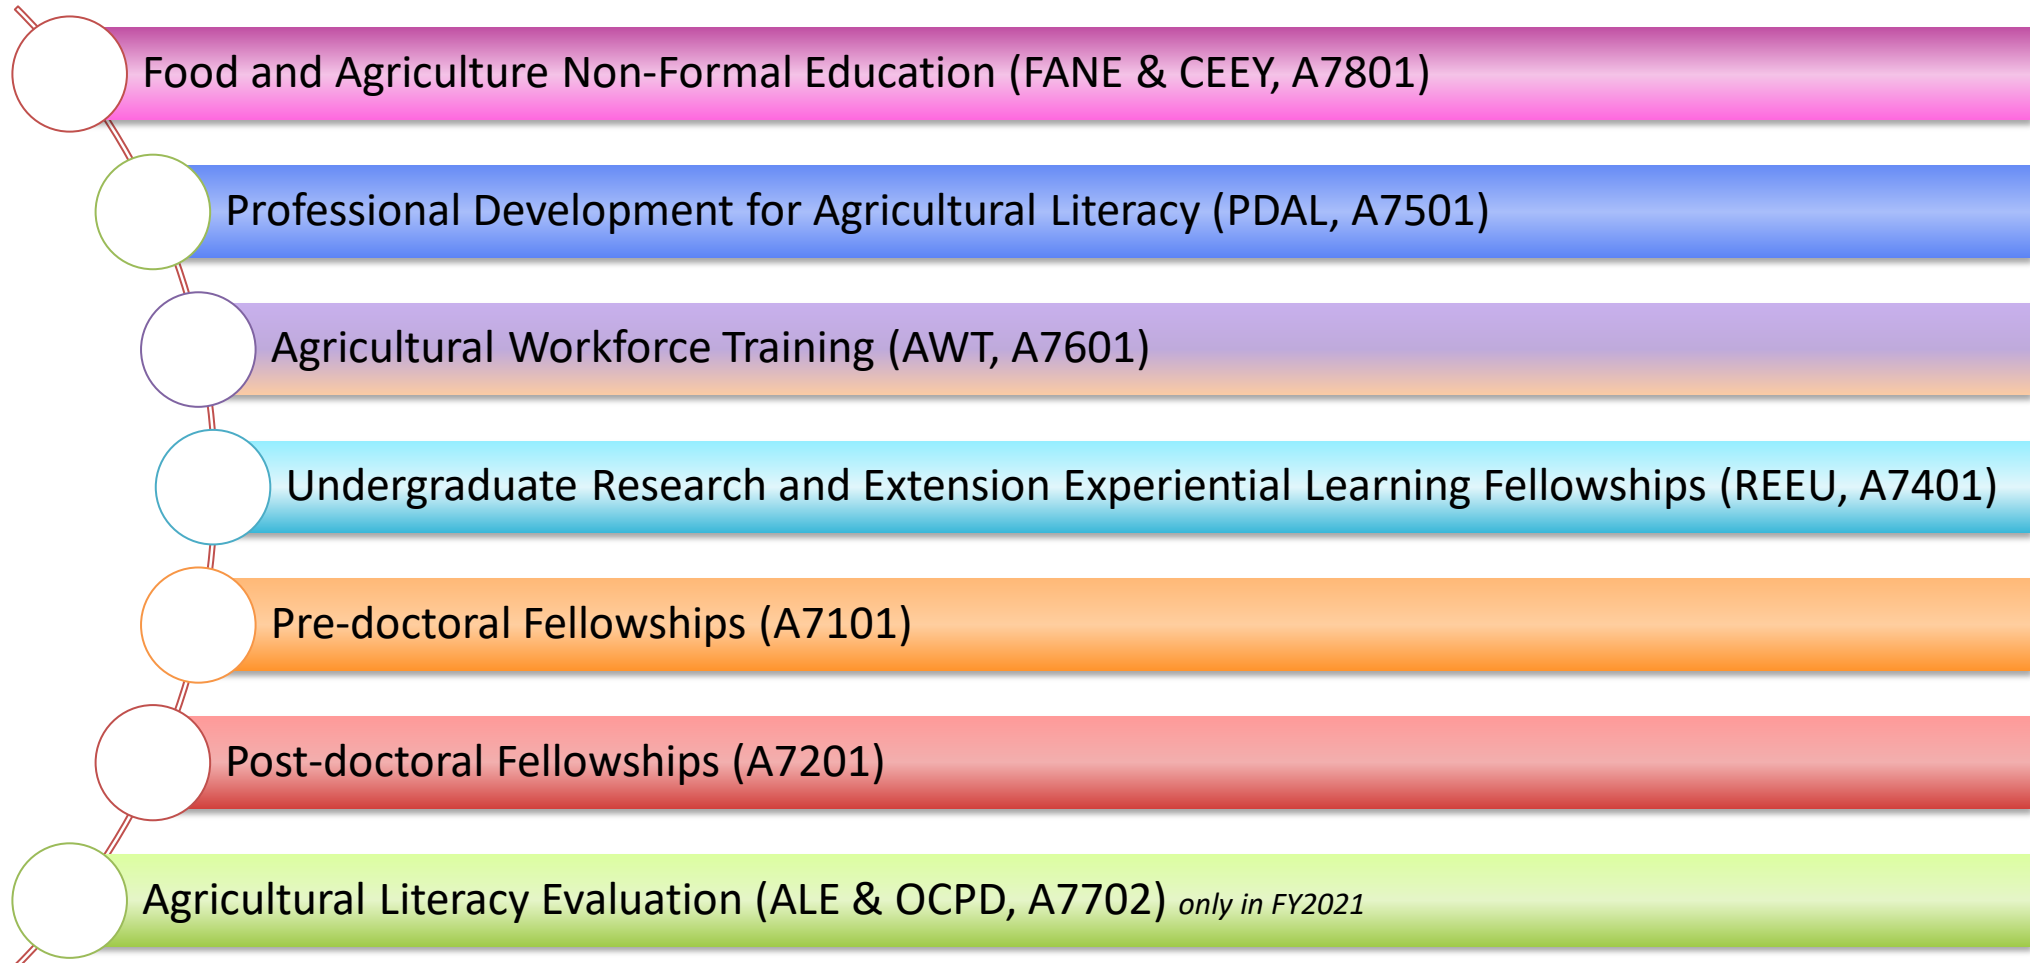 Food and Agriculture Non-Formal Education (FANE & CEEY, A7801)
Professional Development for Agricultural Literacy (PDAL, A7501)
Agricultural Workforce Training (AWT, A7601)
Undergraduate Research and Extension Experiential Learning Fellowships (REEU, A7401)
Pre-doctoral Fellowships (A7101)
Post-doctoral Fellowships (A7201)
Agricultural Literacy Evaluation (ALE & OCPD, A7702) only in FY2021